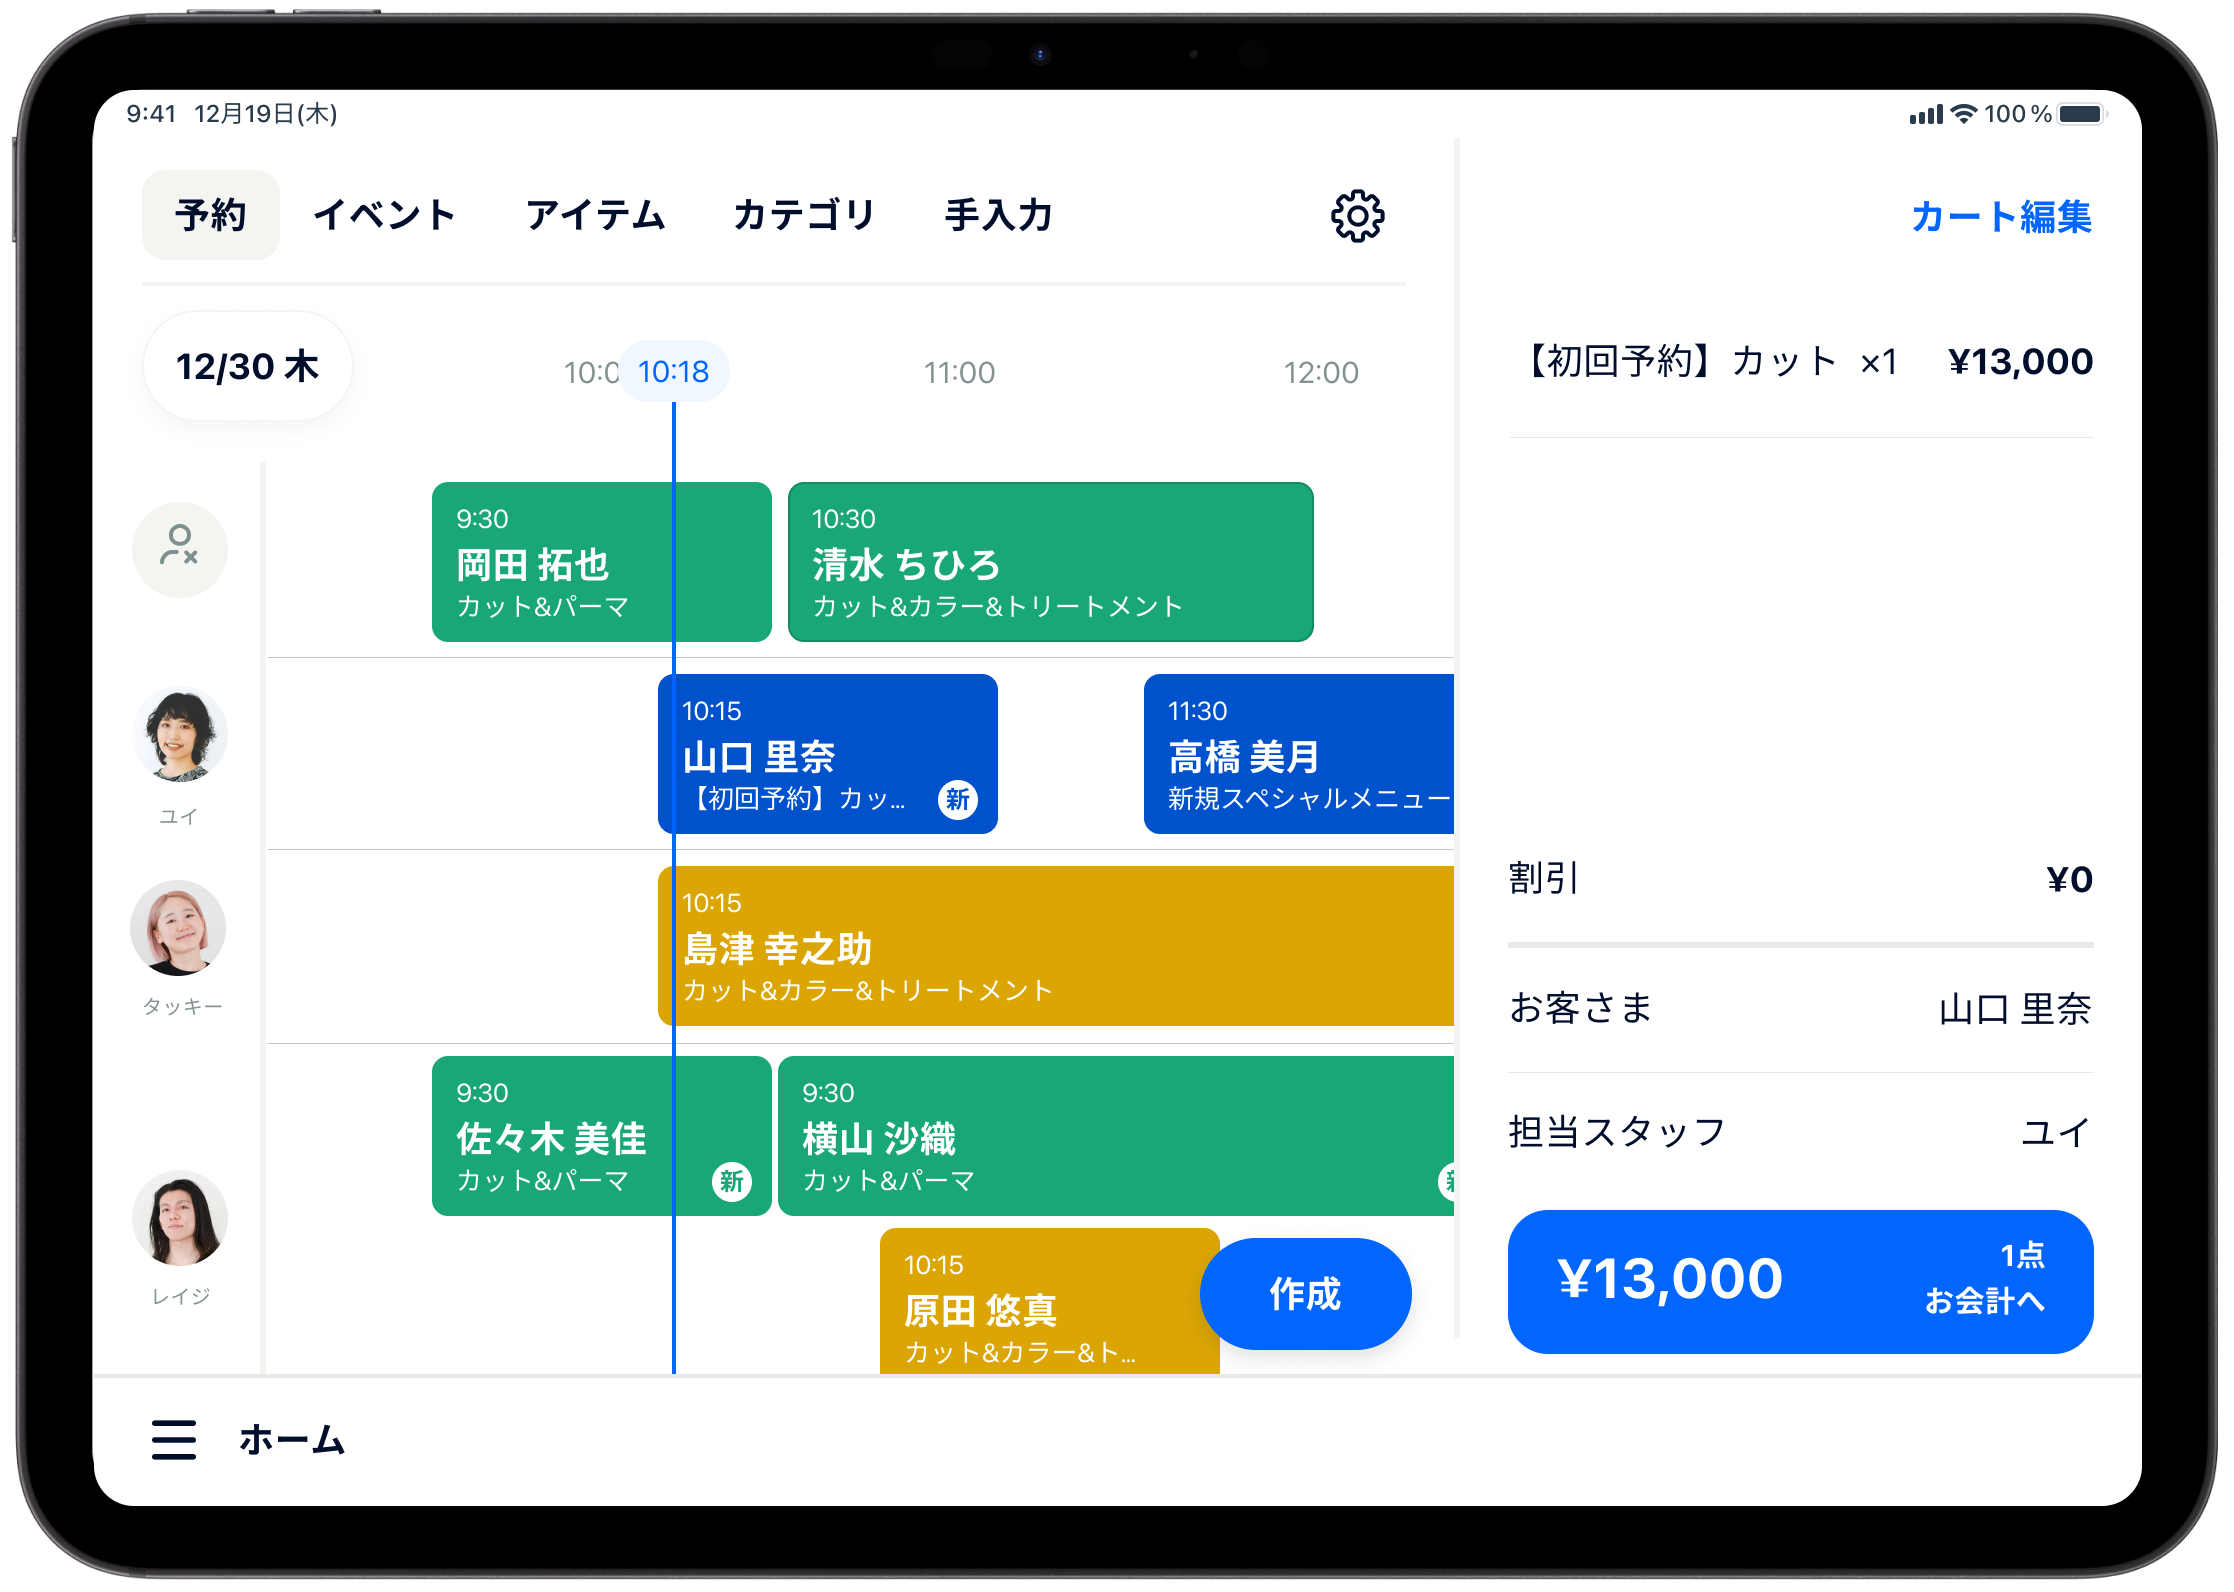 9:41 12月19日(木)
100%
予約 イベント アイテム カテゴリ 手入力
カート編集
12/30 木
10:0 10:18 11:00 12:00
【初回予約】カット ×1 ¥13,000
9:30
岡田 拓也
カット&パーマ
10:30
清水 ちひろ
カット&カラー&トリートメント
ユイ
10:15
山口 里奈
【初回予約】カッ...
新
11:30
高橋 美月
新規スペシャルメニュー
タッキー
10:15
島津 幸之助
カット&カラー&トリートメント
レイジ
9:30
佐々木 美佳
カット&パーマ
新
9:30
横山 沙織
カット&パーマ
10:15
原田 悠真
カット&カラー&ト...
作成
割引 ¥0
お客さま 山口 里奈
担当スタッフ ユイ
¥13,000
1点
お会計へ
ホーム